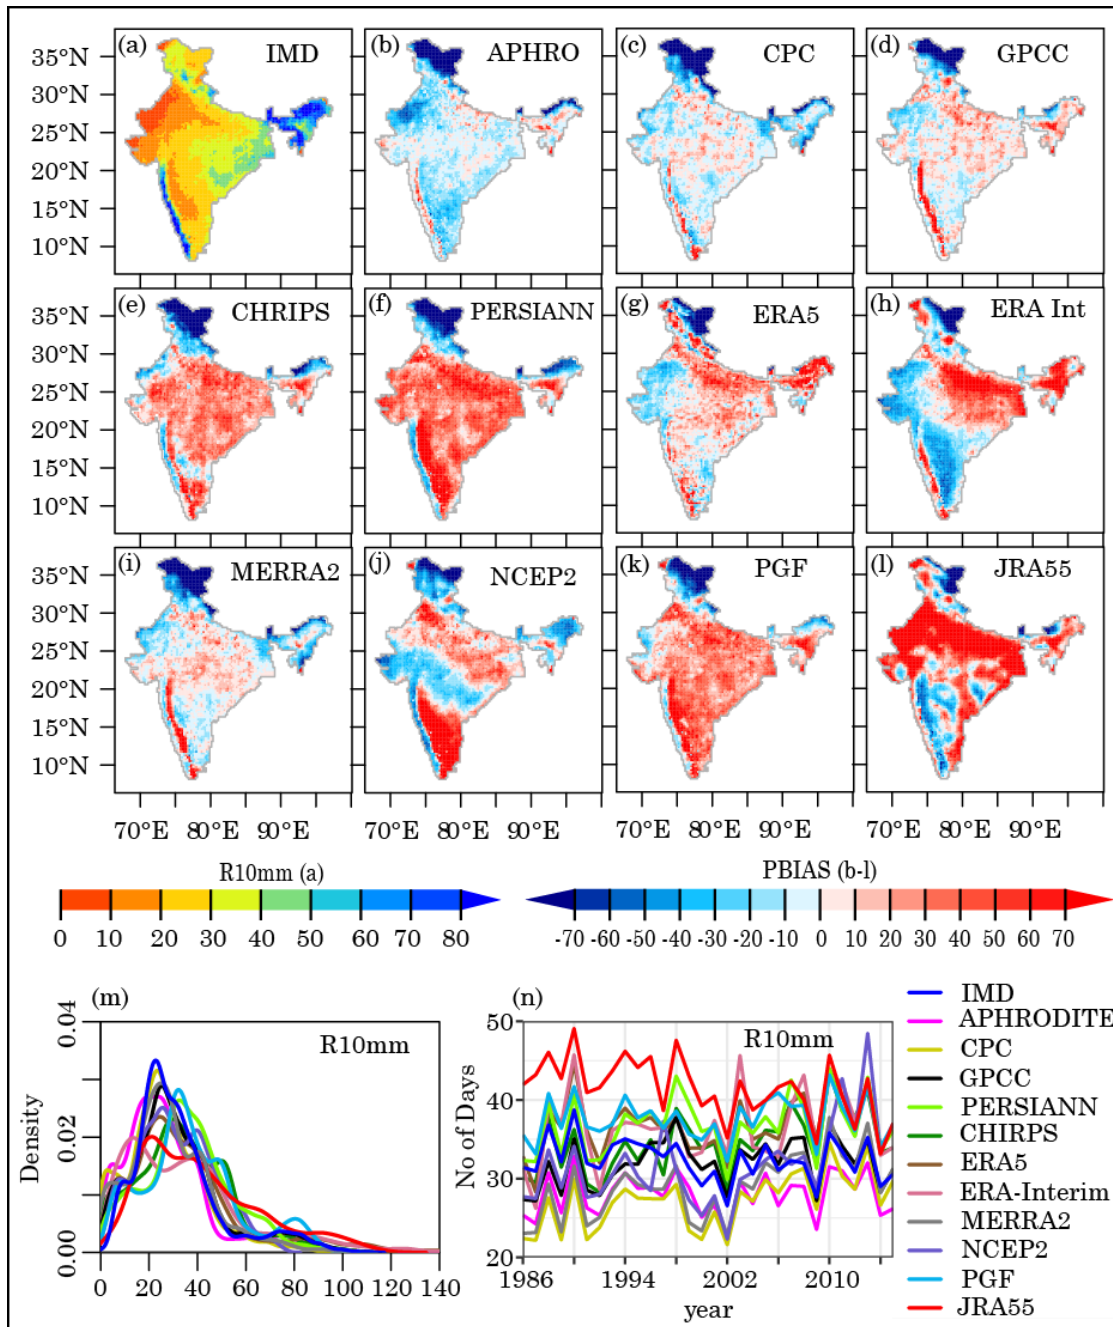 (a) IMD (b) APHRO (c) CPC (d) GPCC
35°N
30°N
25°N
20°N
15°N
10°N
(e) CHRIPS (f) PERSIANN (g) ERA5 (h) ERA Int
35°N
30°N
25°N
20°N
15°N
10°N
(i) MERRA2 (j) NCEP2 (k) PGF (l) JRA55
35°N
30°N
25°N
20°N
15°N
10°N
70°E 80°E 90°E 70°E 80°E 90°E 70°E 80°E 90°E 70°E 80°E 90°E
R10mm (a)
0 10 20 30 40 50 60 70 80
PBIAS (b-l)
-70 -60 -50 -40 -30 -20 -10 0 10 20 30 40 50 60 70
(m)
R10mm
Density
0.04
0.02
0.00
0 20 40 60 80 100 120 140
(n)
R10mm
No of Days
50
40
30
20
1986 1994 2002 2010
year
IMD
APHRODITE
CPC
GPCC
PERSIANN
CHIRPS
ERA5
ERA-Interim
MERRA2
NCEP2
PGF
JRA55